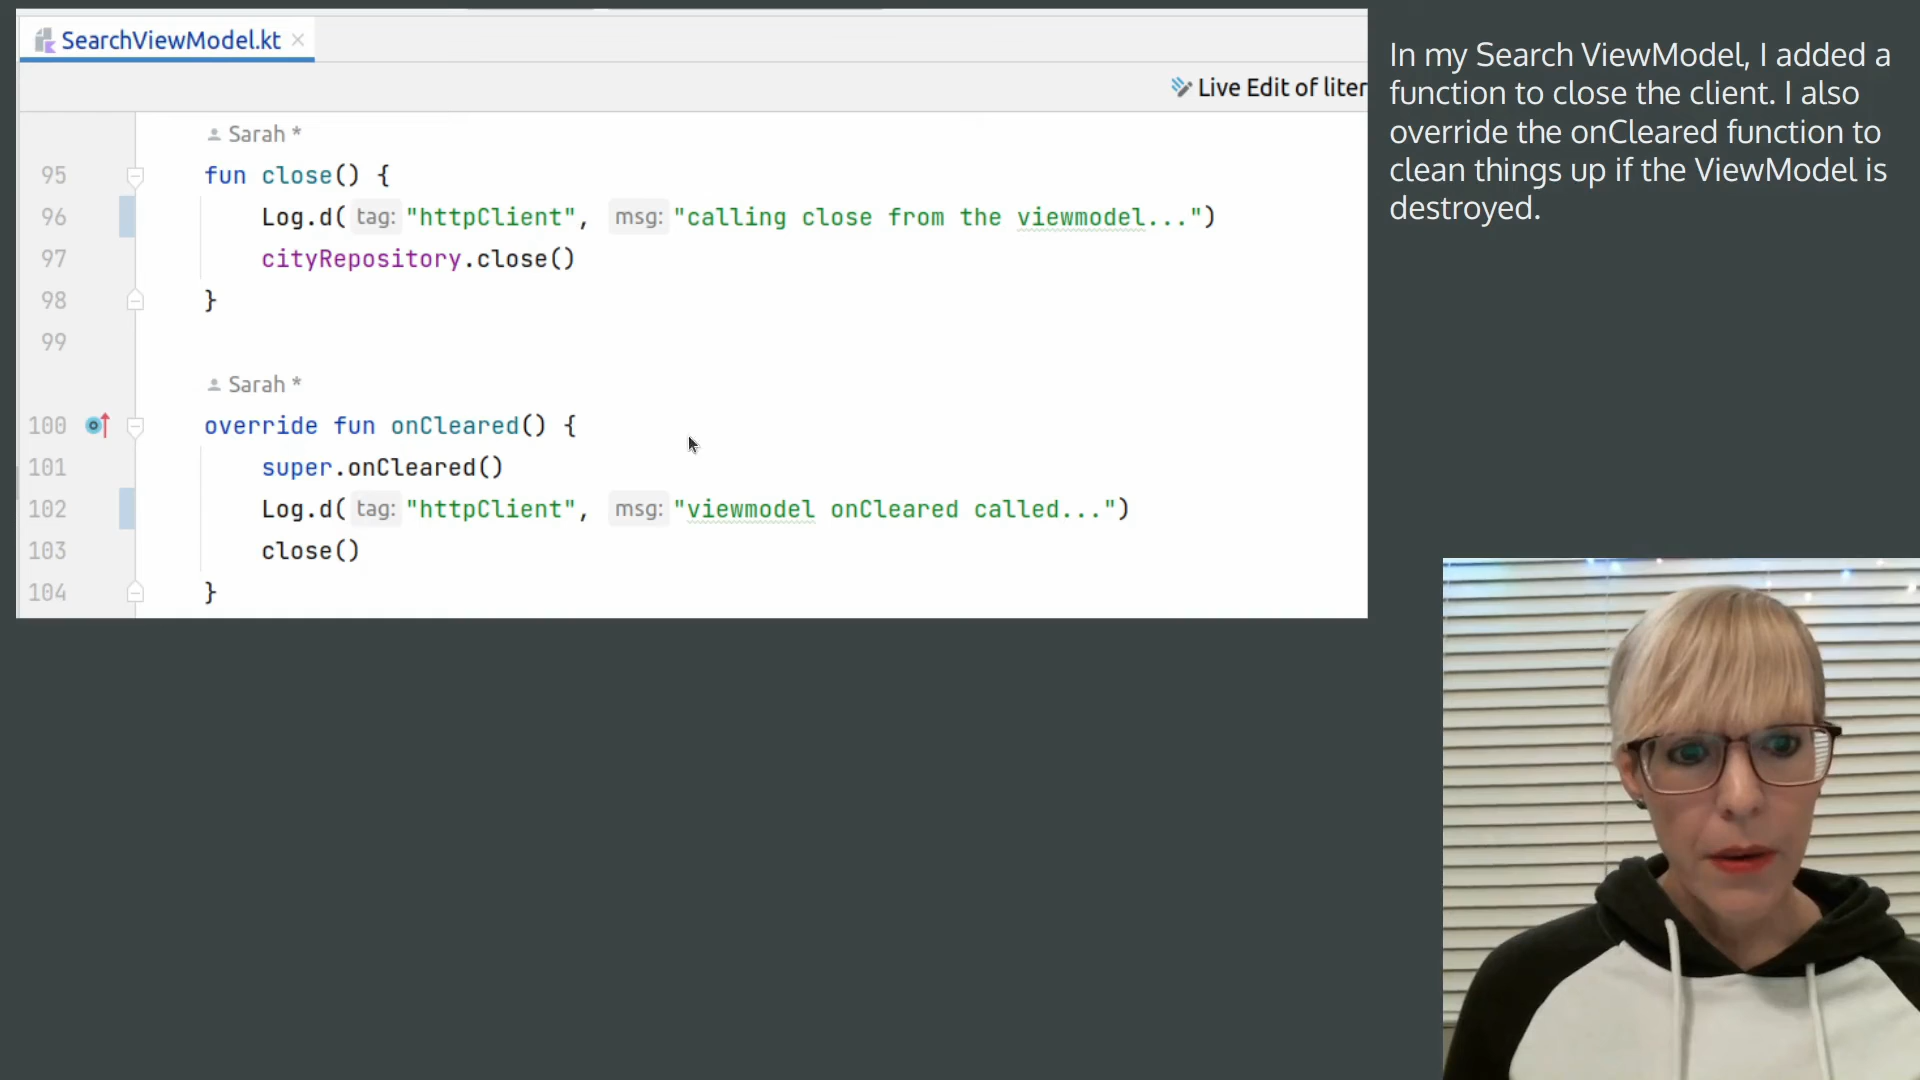 SearchViewModel.kt
Live Edit of liter
Sarah *
95 fun close() {
96 Log.d( tag: "httpClient", msg: "calling close from the viewmodel...")
97 cityRepository.close()
98 }
99
Sarah *
100 override fun onCleared() {
101 super.onCleared()
102 Log.d( tag: "httpClient", msg: "viewmodel onCleared called...")
103 close()
104 }
In my Search ViewModel, I added a
function to close the client. I also
override the onCleared function to
clean things up if the ViewModel is
destroyed.